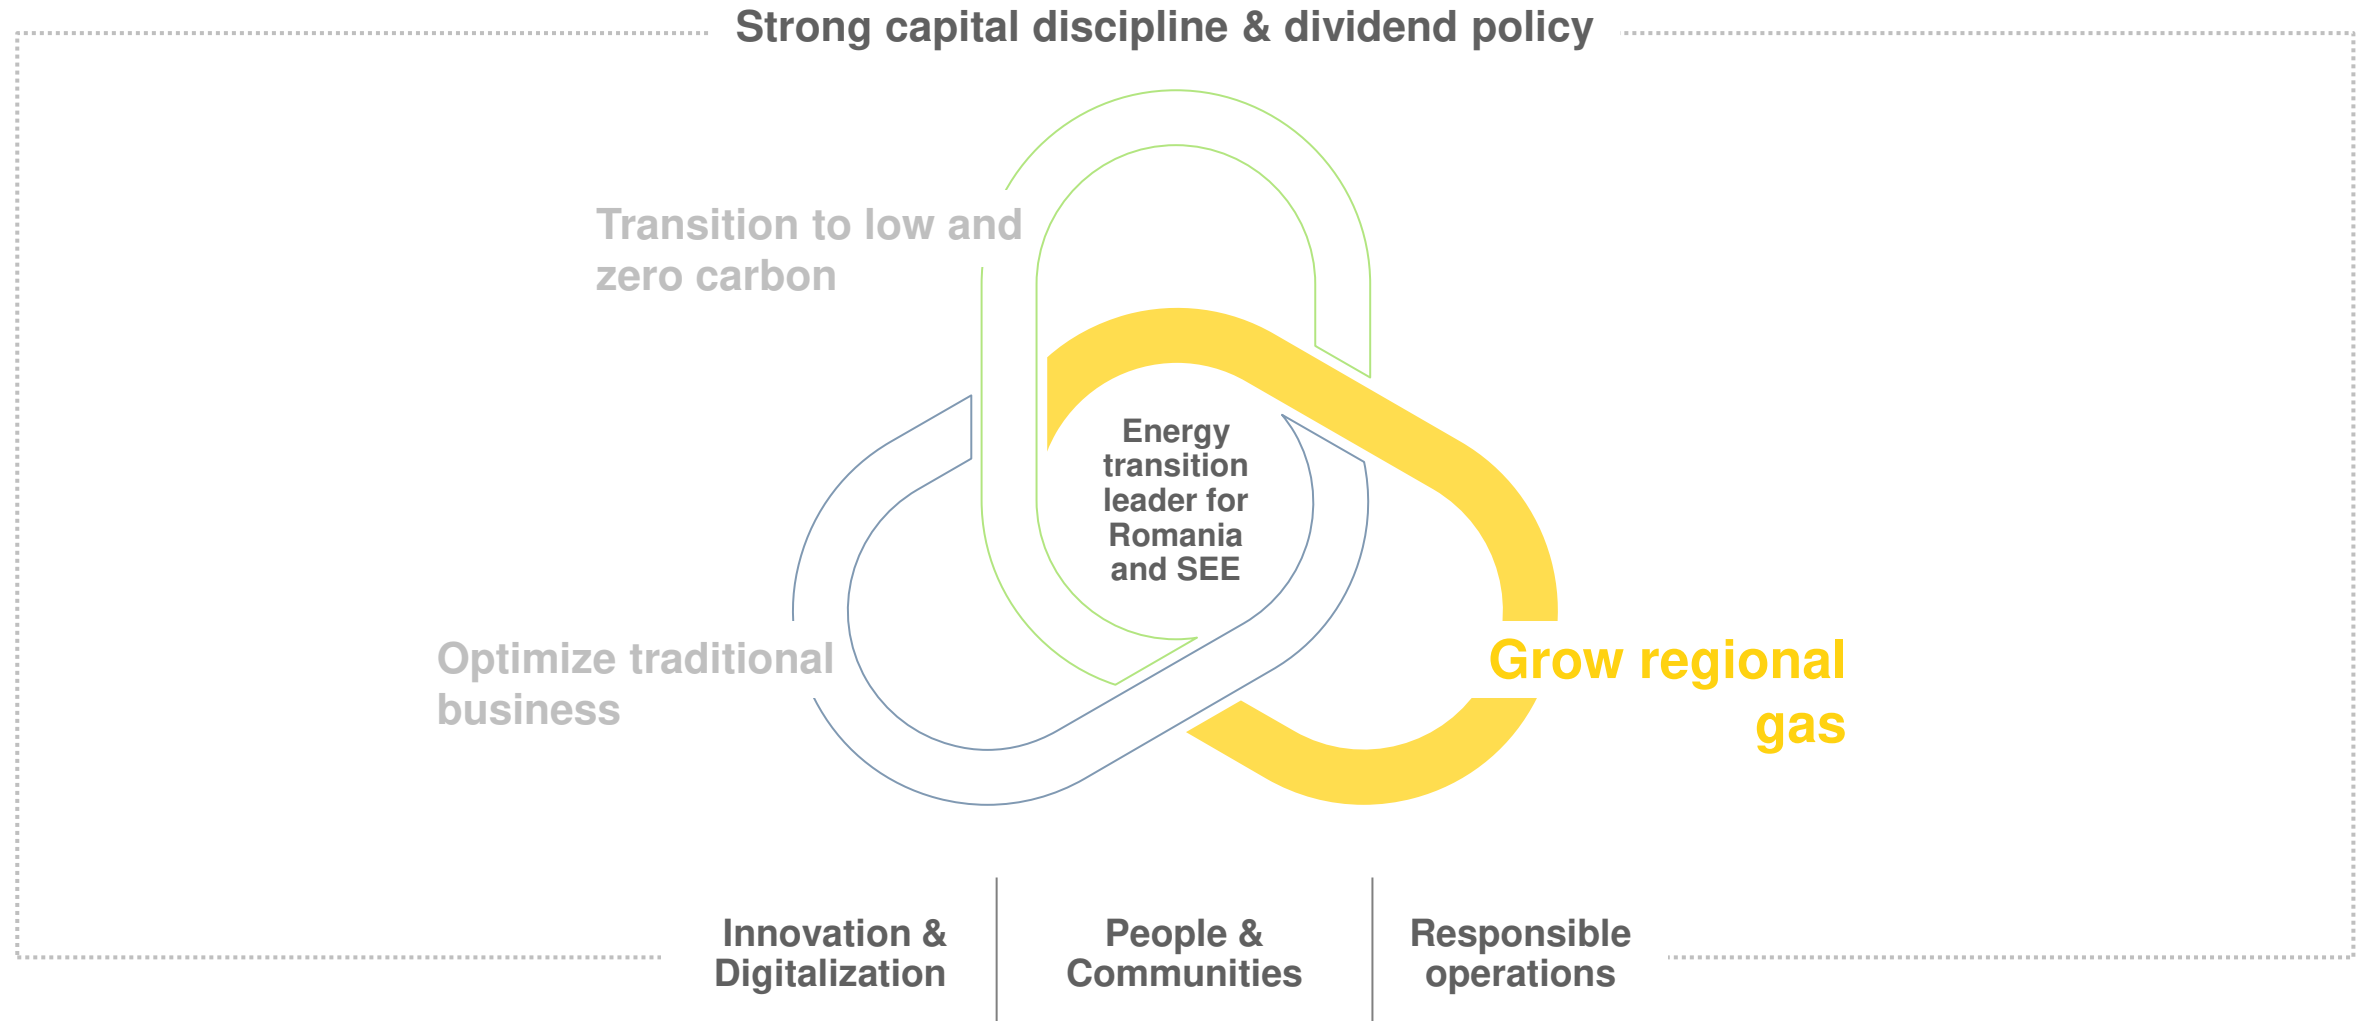 Strong capital discipline & dividend policy
Transition to low and
zero carbon
Energy
transition
leader for
Romania
and SEE
Optimize traditional
business
Grow regional
gas
Innovation &
Digitalization
People &
Communities
Responsible
operations